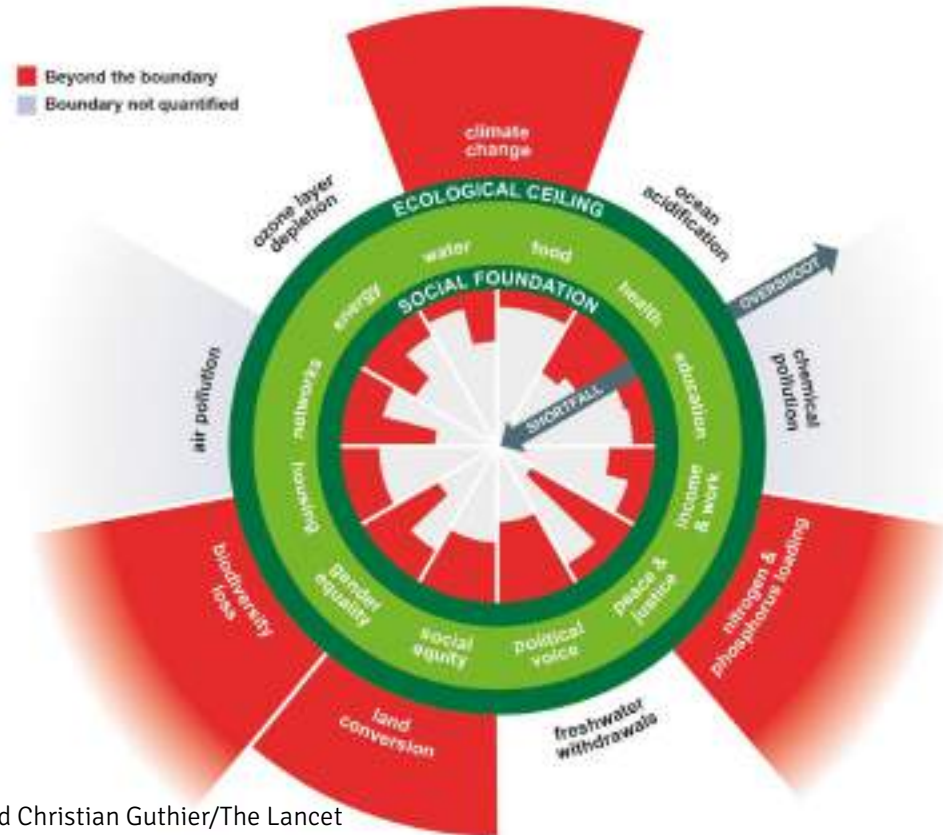 Beyond the boundary
Boundary not quantified
climate
change
ozone layer
depletion
ocean
acidification
ECOLOGICAL CEILING
OVERSHOOT
water
food
energy
health
SOCIAL FOUNDATION
SHORTFALL
networks
education
air pollution
chemical
pollution
housing
income
& work
gender
equality
peace &
justice
social
equity
political
voice
biodiversity
loss
nitrogen &
phosphorus loading
land
conversion
freshwater
withdrawals
d Christian Guthier/The Lancet